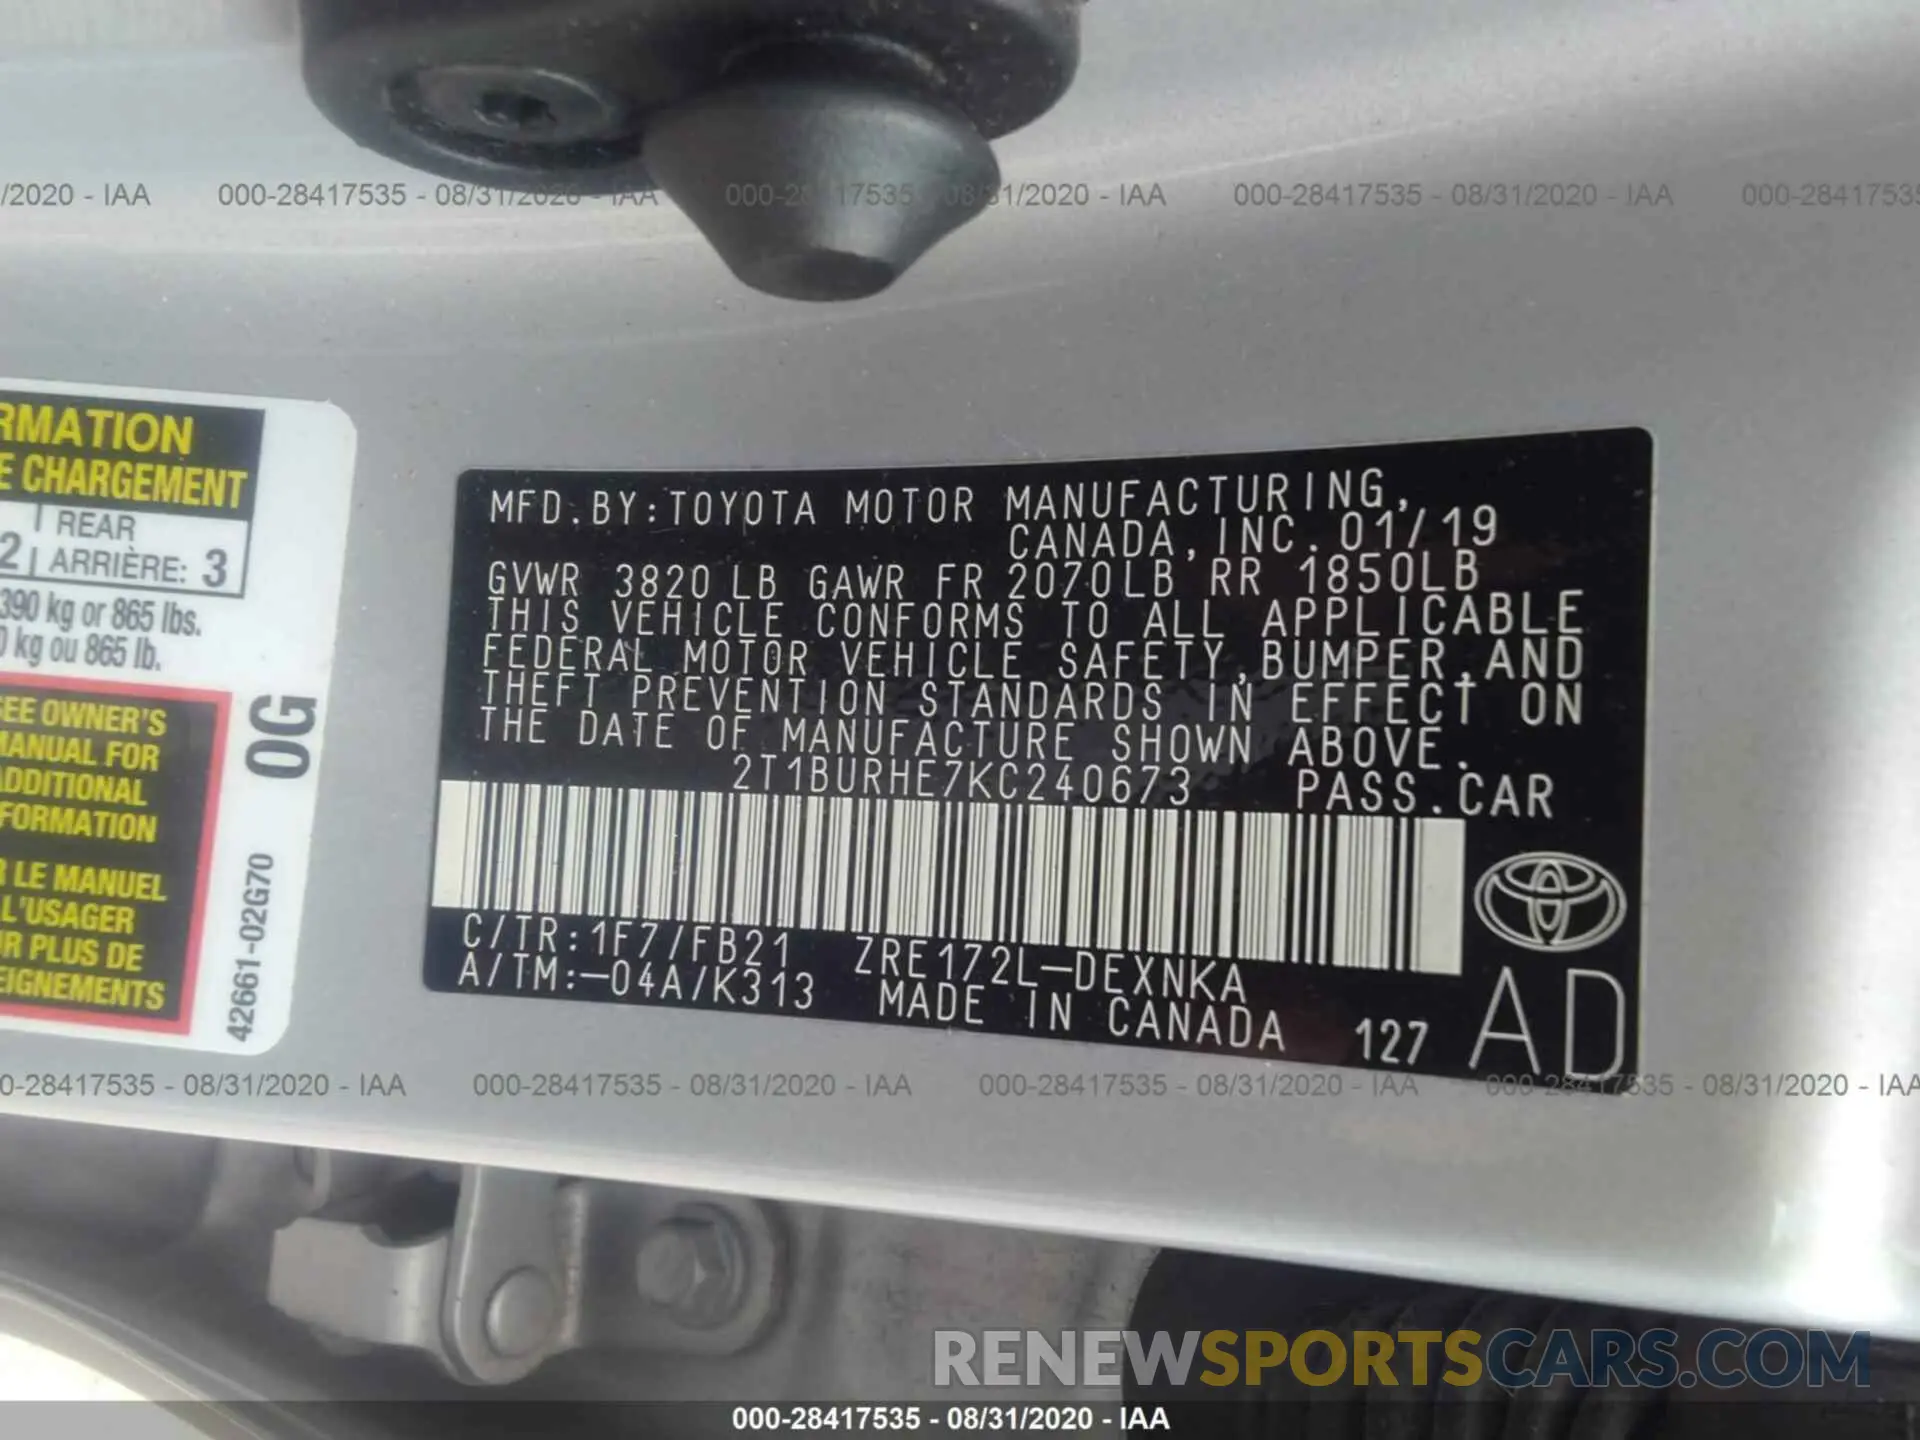 /2020 - IAA 000-28417535 - 08/31/2020 - IAA 000-28417535 - 08/31/2020 - IAA 000-28417535 - 08/31/2020 - IAA 000-2841753
RMATION
E CHARGEMENT
REAR
2 ARRIÈRE: 3
390 kg or 865 lbs.
0 kg ou 865 lb.
SEE OWNER'S
MANUAL FOR
ADDITIONAL
FORMATION
R LE MANUEL
L'USAGER
UR PLUS DE
EIGNEMENTS
0G
42661-02G70
MFD.BY:TOYOTA MOTOR MANUFACTURING,
CANADA,INC.01/19
GVWR 3820LB GAWR FR 2070LB RR 1850LB
THIS VEHICLE CONFORMS TO ALL APPLICABLE
FEDERAL MOTOR VEHICLE SAFETY,BUMPER,AND
THEFT PREVENTION STANDARDS IN EFFECT ON
THE DATE OF MANUFACTURE SHOWN ABOVE.
2T1BURHE7KC240673 PASS.CAR
C/TR:1F7/FB21 ZRE172L-DEXNKA
A/TM:-04A/K313 MADE IN CANADA 127 AD
0-28417535 - 08/31/2020 - IAA 000-28417535 - 08/31/2020 - IAA 000-28417535 - 08/31/2020 - IAA 000-28417535 - 08/31/2020 - IAA
RENEWSPORTSCARS.COM
000-28417535 - 08/31/2020 - IAA